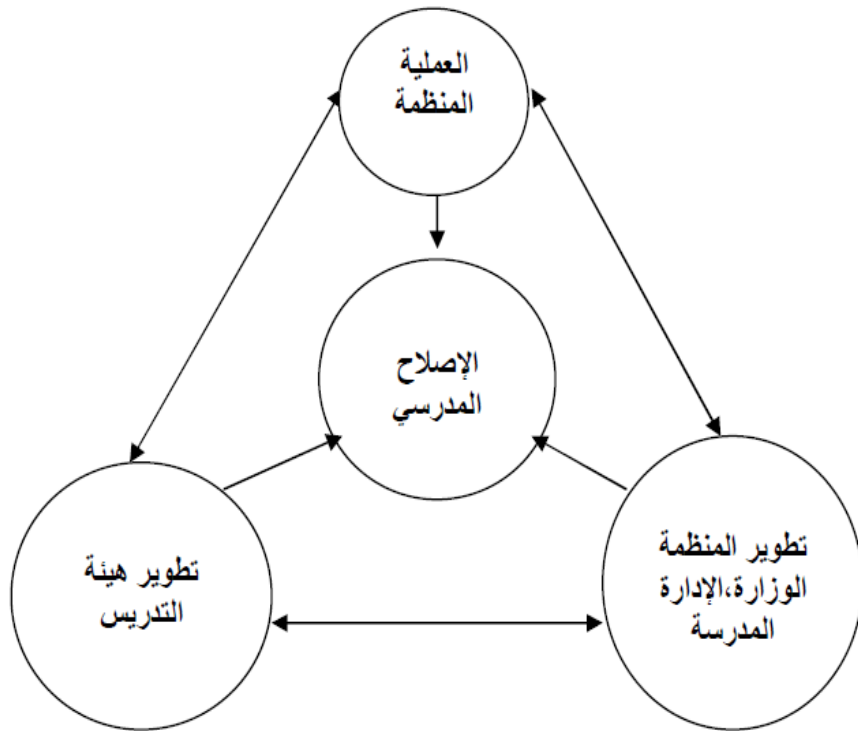 العملية
المنظمة
الإصلاح
المدرسي
تطوير المنظمة
الوزارة،الإدارة
المدرسة
تطوير هيئة
التدريس